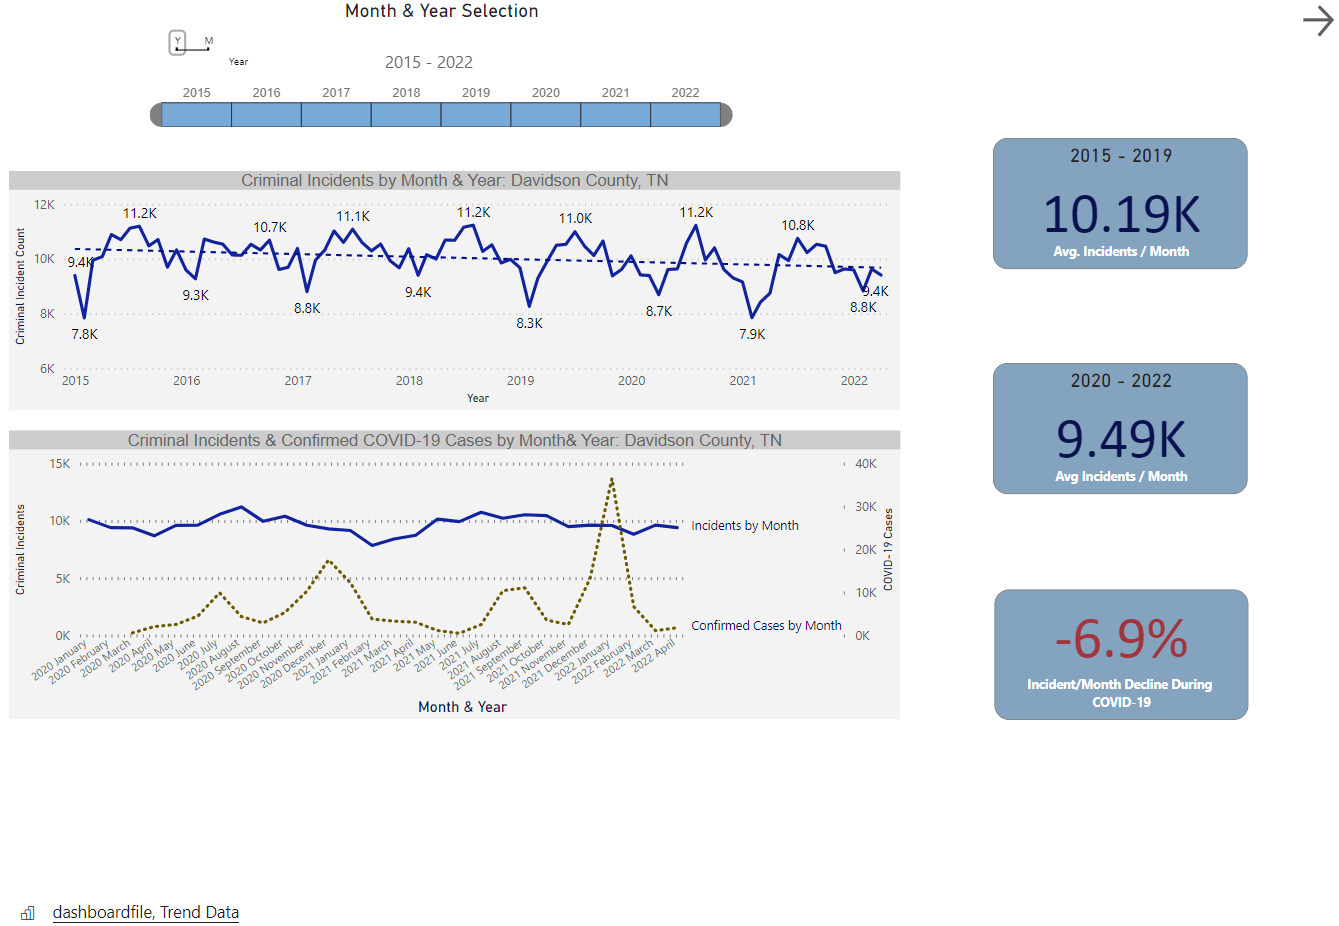 Month & Year Selection
Y M
Year
2015 - 2022
2015 2016 2017 2018 2019 2020 2021 2022
Criminal Incidents by Month & Year: Davidson County, TN
Criminal Incident Count
12K
10K
8K
6K
9.4K
7.8K
11.2K
9.3K
10.7K
8.8K
11.1K
9.4K
11.2K
8.3K
11.0K
8.7K
11.2K
7.9K
10.8K
8.8K
9.4K
2015 2016 2017 2018 2019 2020 2021 2022
Year
Criminal Incidents & Confirmed COVID-19 Cases by Month& Year: Davidson County, TN
Criminal Incidents
15K
10K
5K
0K
40K
30K
20K
10K
0K
COVID-19 Cases
Incidents by Month
Confirmed Cases by Month
2020 January
2020 February
2020 March
2020 April
2020 May
2020 June
2020 July
2020 August
2020 September
2020 October
2020 November
2020 December
2021 January
2021 February
2021 March
2021 April
2021 May
2021 June
2021 July
2021 August
2021 September
2021 October
2021 November
2021 December
2022 January
2022 February
2022 March
2022 April
Month & Year
2015 - 2019
10.19K
Avg. Incidents / Month
2020 - 2022
9.49K
Avg Incidents / Month
-6.9%
Incident/Month Decline During
COVID-19
dashboardfile, Trend Data